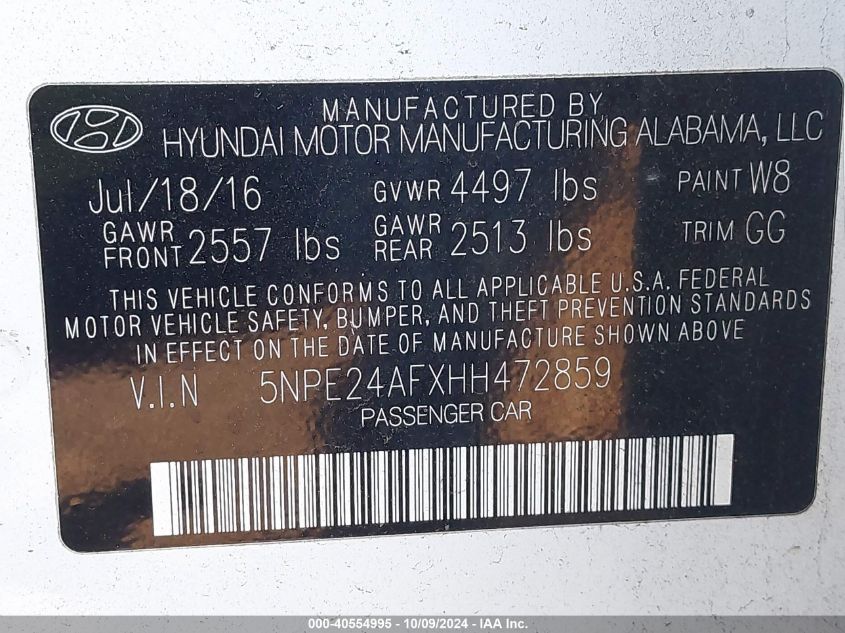 MANUFACTURED BY
HYUNDAI MOTOR MANUFACTURING ALABAMA, LLC
Jul/18/16 GVWR 4497 lbs PAINT W8
GAWR FRONT 2557 lbs GAWR REAR 2513 lbs TRIM GG
THIS VEHICLE CONFORMS TO ALL APPLICABLE U.S.A. FEDERAL
MOTOR VEHICLE SAFETY, BUMPER, AND THEFT PREVENTION STANDARDS
IN EFFECT ON THE DATE OF MANUFACTURE SHOWN ABOVE
V.I.N 5NPE24AFXHH472859
PASSENGER CAR
000-40554995 - 10/09/2024 - IAA Inc.